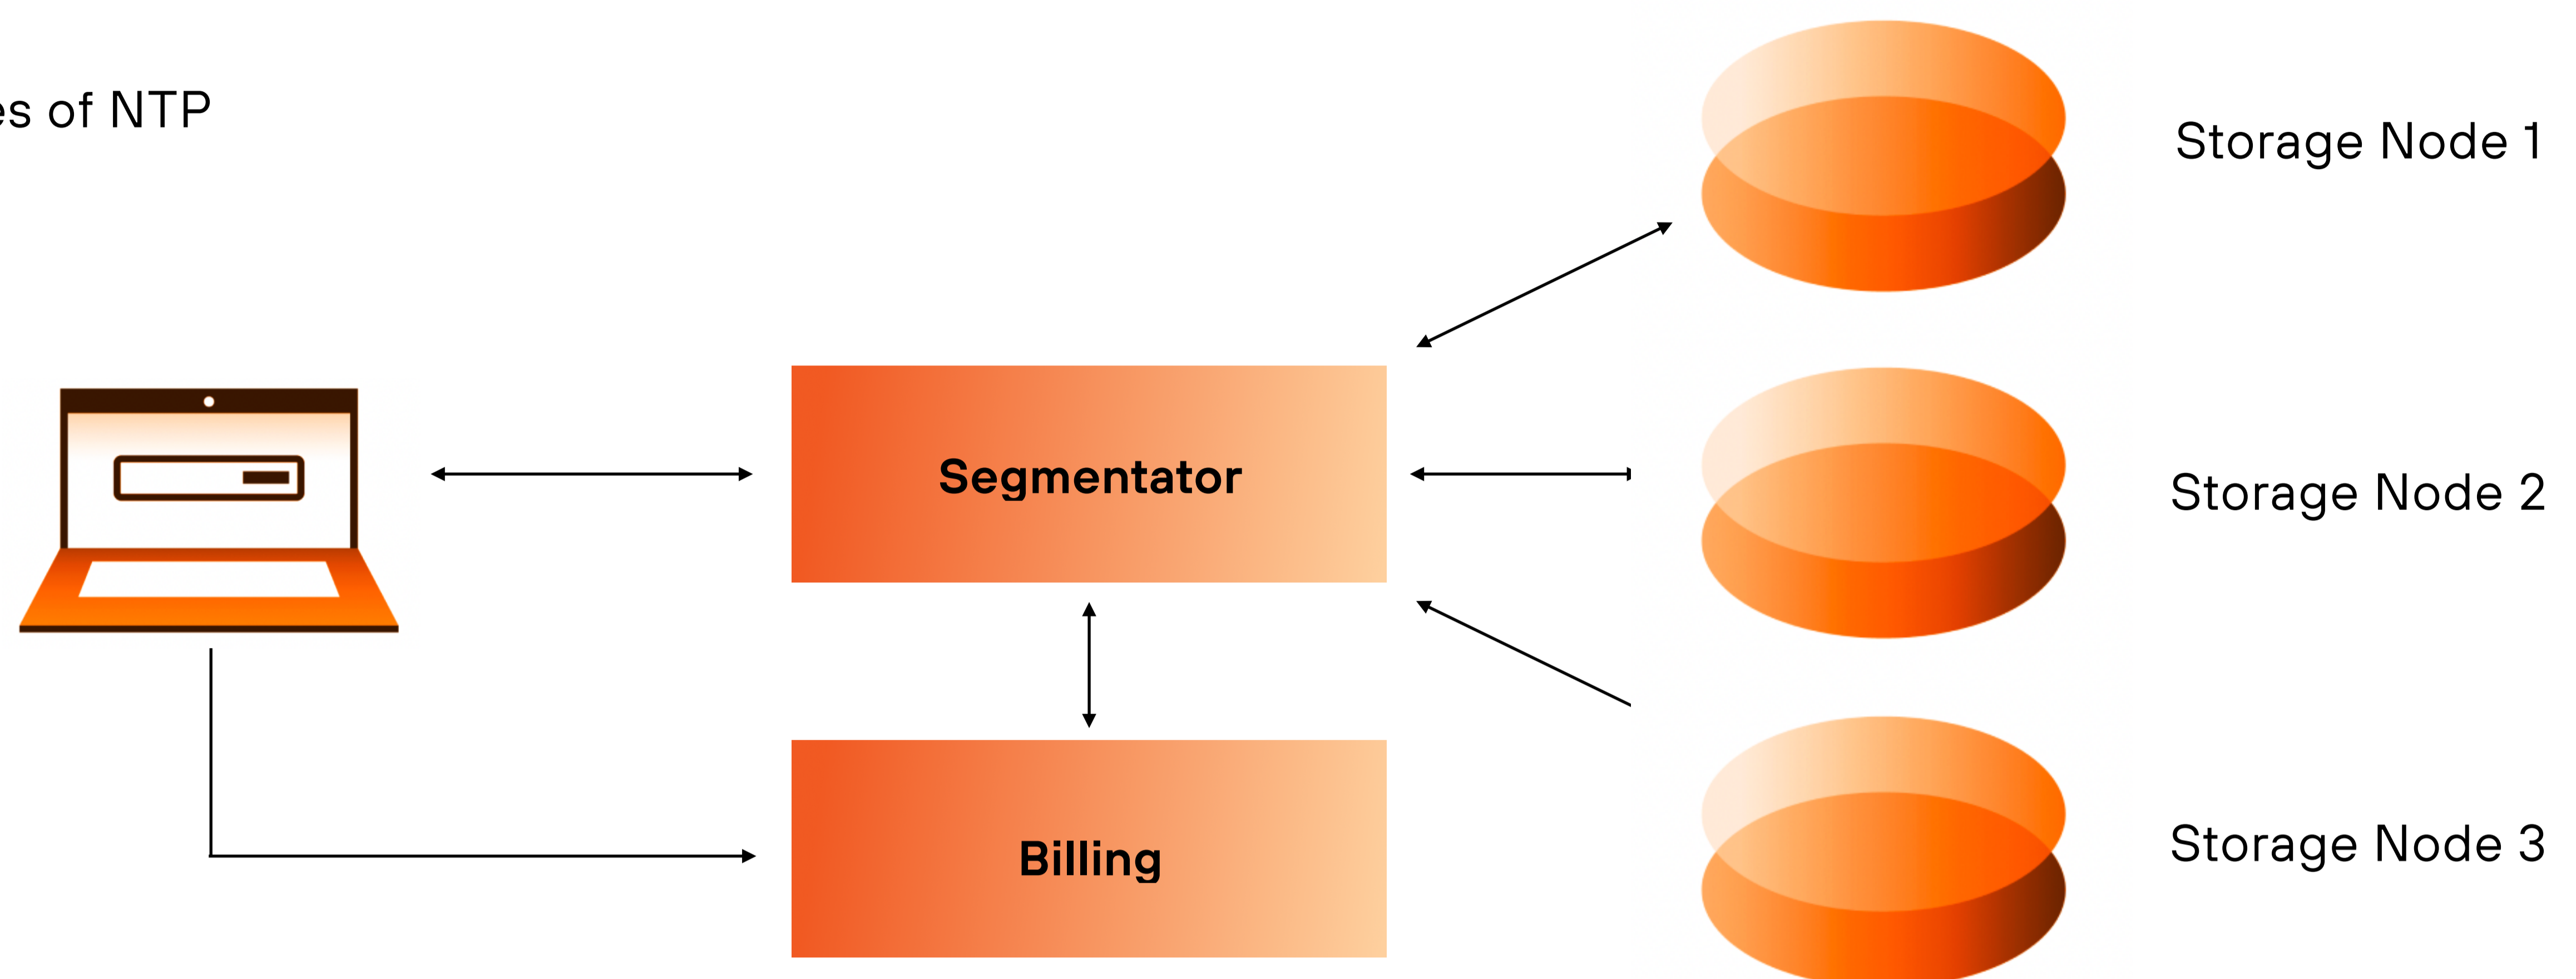 es of NTP
Storage Node 1
Segmentator
Storage Node 2
Billing
Storage Node 3